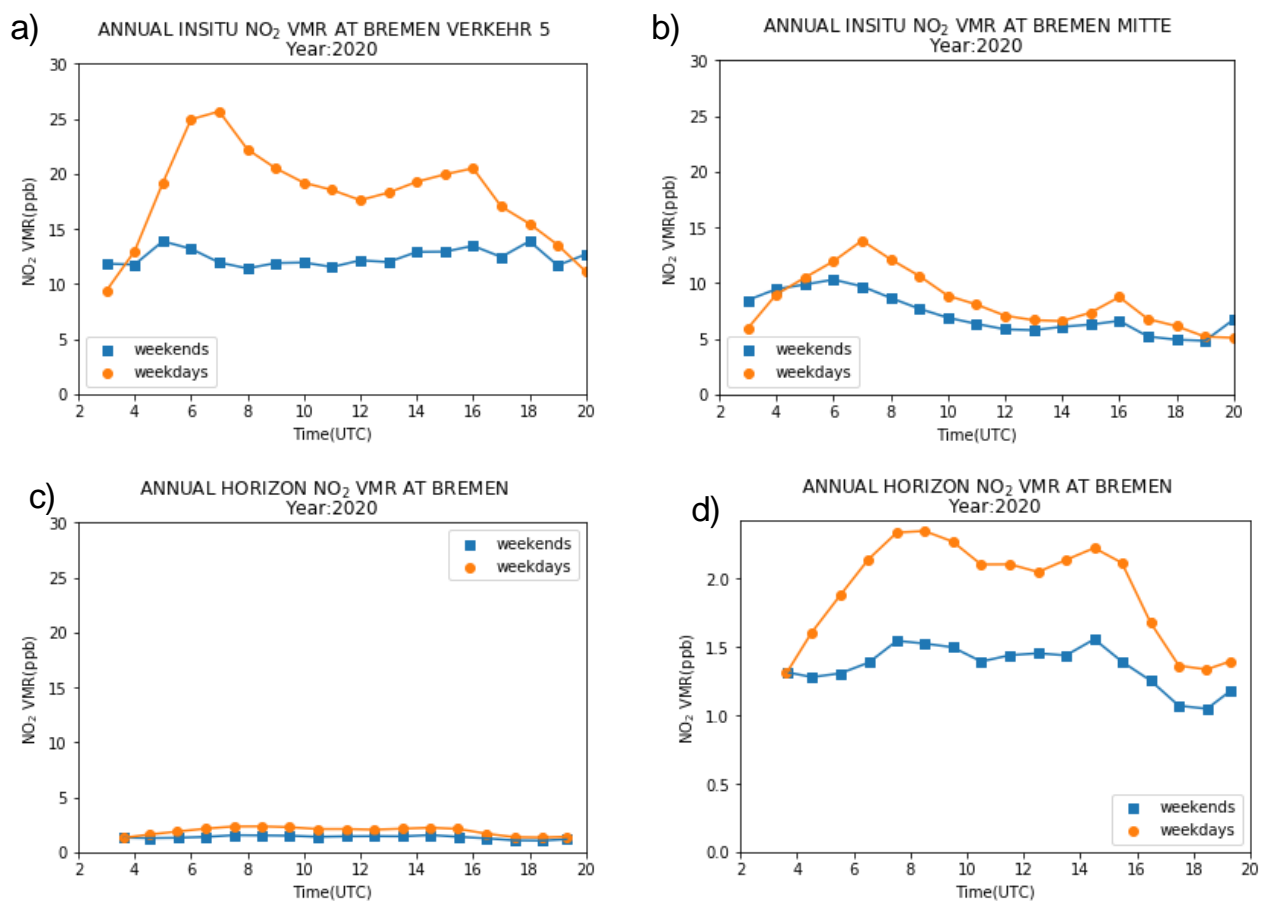 a)
ANNUAL INSITU NO₂ VMR AT BREMEN VERKEHR 5
Year:2020
30
25
20
15
10
5
0
NO₂ VMR(ppb)
weekends
weekdays
2 4 6 8 10 12 14 16 18 20
Time(UTC)
b)
ANNUAL INSITU NO₂ VMR AT BREMEN MITTE
Year:2020
30
25
20
15
10
5
0
NO₂ VMR(ppb)
weekends
weekdays
2 4 6 8 10 12 14 16 18 20
Time(UTC)
c)
ANNUAL HORIZON NO₂ VMR AT BREMEN
Year:2020
30
25
20
15
10
5
0
NO₂ VMR(ppb)
weekends
weekdays
2 4 6 8 10 12 14 16 18 20
Time(UTC)
d)
ANNUAL HORIZON NO₂ VMR AT BREMEN
Year:2020
2.0
1.5
1.0
0.5
0.0
NO₂ VMR(ppb)
weekends
weekdays
2 4 6 8 10 12 14 16 18 20
Time(UTC)